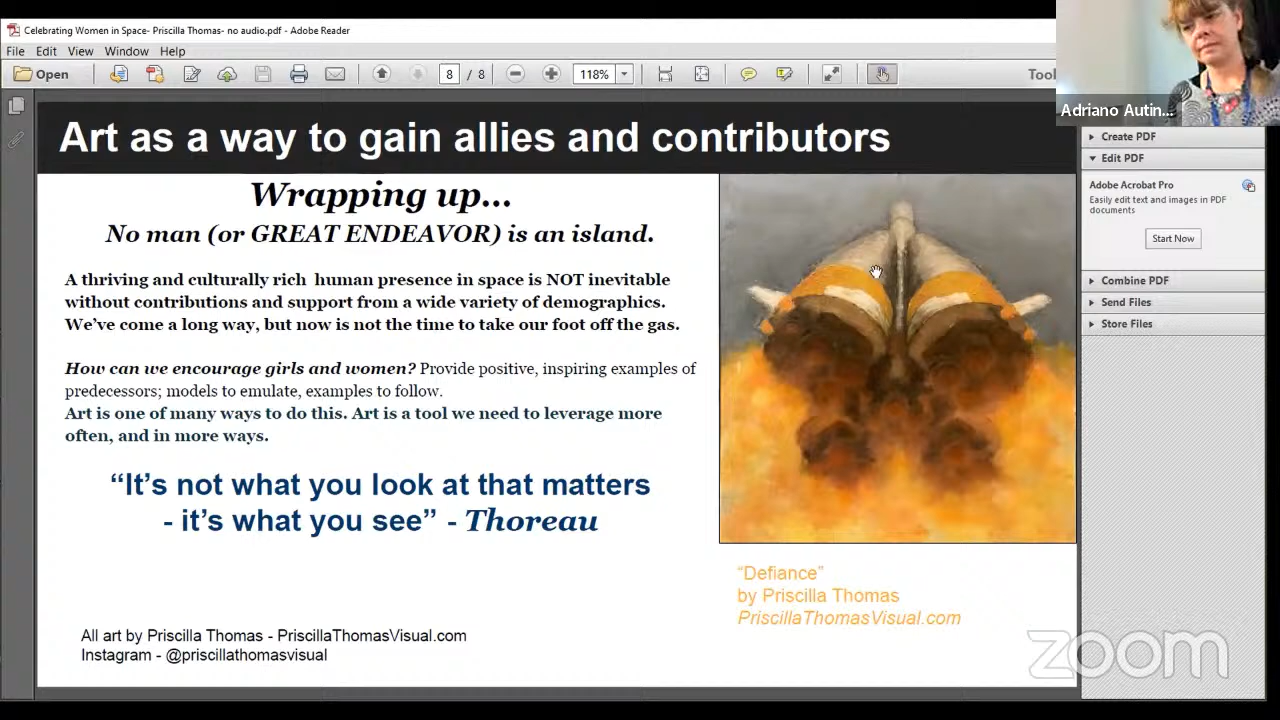 Celebrating Women in Space- Priscilla Thomas- no audio.pdf - Adobe Reader
File Edit View Window Help
Open 8 / 8 118% Tool
Adriano Autin...
Create PDF
Edit PDF
Adobe Acrobat Pro
Easily edit text and images in PDF
documents
Start Now
Combine PDF
Send Files
Store Files
Art as a way to gain allies and contributors
Wrapping up...
No man (or GREAT ENDEAVOR) is an island.
A thriving and culturally rich human presence in space is NOT inevitable
without contributions and support from a wide variety of demographics.
We've come a long way, but now is not the time to take our foot off the gas.
How can we encourage girls and women? Provide positive, inspiring examples of
predecessors; models to emulate, examples to follow.
Art is one of many ways to do this. Art is a tool we need to leverage more
often, and in more ways.
“It's not what you look at that matters
- it's what you see” - Thoreau
“Defiance”
by Priscilla Thomas
PriscillaThomasVisual.com
All art by Priscilla Thomas - PriscillaThomasVisual.com
Instagram - @priscillathomasvisual
zoom